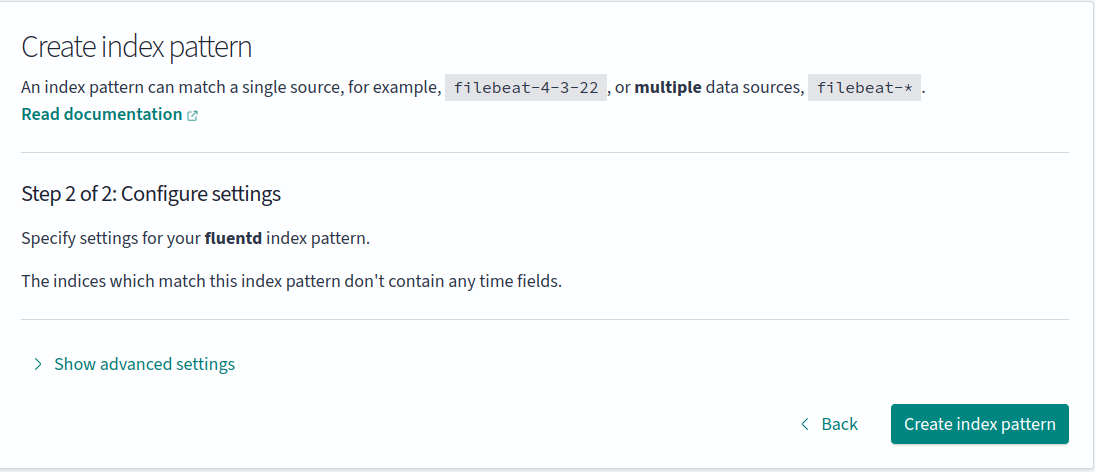 Create index pattern
An index pattern can match a single source, for example, filebeat-4-3-22 , or multiple data sources, filebeat-* .
Read documentation
Step 2 of 2: Configure settings
Specify settings for your fluentd index pattern.
The indices which match this index pattern don't contain any time fields.
Show advanced settings
Back Create index pattern